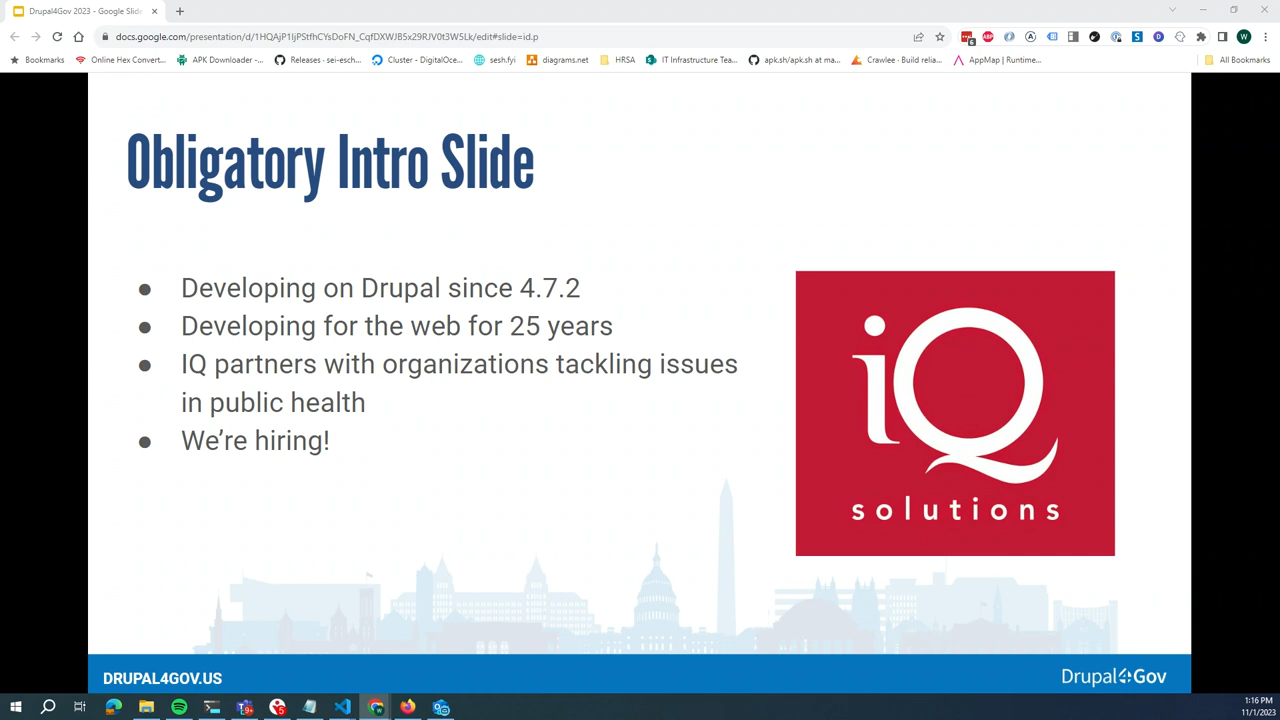 Drupal4Gov 2023 - Google Slide
docs.google.com/presentation/d/1HQAjP1IjPStfhCYsDoFN_CqfDXWJB5x29RJV0t3W5Lk/edit#slide=id.p
Bookmarks
Online Hex Convert...
APK Downloader -...
Releases · sei-esch...
Cluster - DigitalOce...
sesh.fyi
diagrams.net
HRSA
IT Infrastructure Tea...
apk.sh/apk.sh at ma...
Crawlee · Build relia...
AppMap | Runtime...
All Bookmarks
Obligatory Intro Slide
● Developing on Drupal since 4.7.2
● Developing for the web for 25 years
● IQ partners with organizations tackling issues
in public health
● We’re hiring!
iQ
solutions
DRUPAL4GOV.US
Drupal4Gov
1:16 PM
11/1/2023